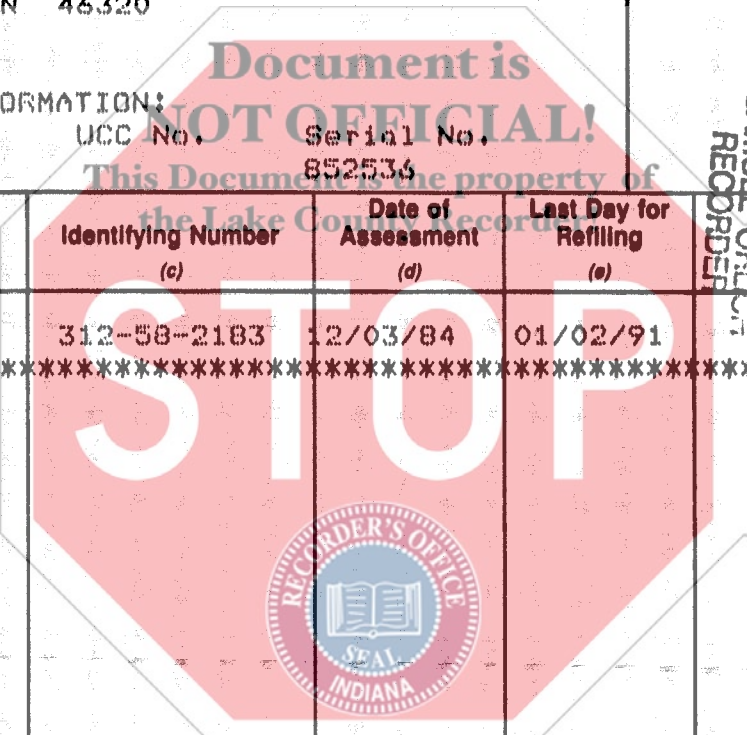 N 46320
Document is
ORMATION:
NOT OFFICIAL!
UCC No. Serial No.
852536
This Document is the property of
the Lake County Recorder!
Identifying Number
(c)
Date of
Assessment
(d)
Last Day for
Refiling
(e)
RECORDER
312-58-2183 12/03/84 01/02/91
STOP
RECORDER'S OFFICE
SEAL
INDIANA